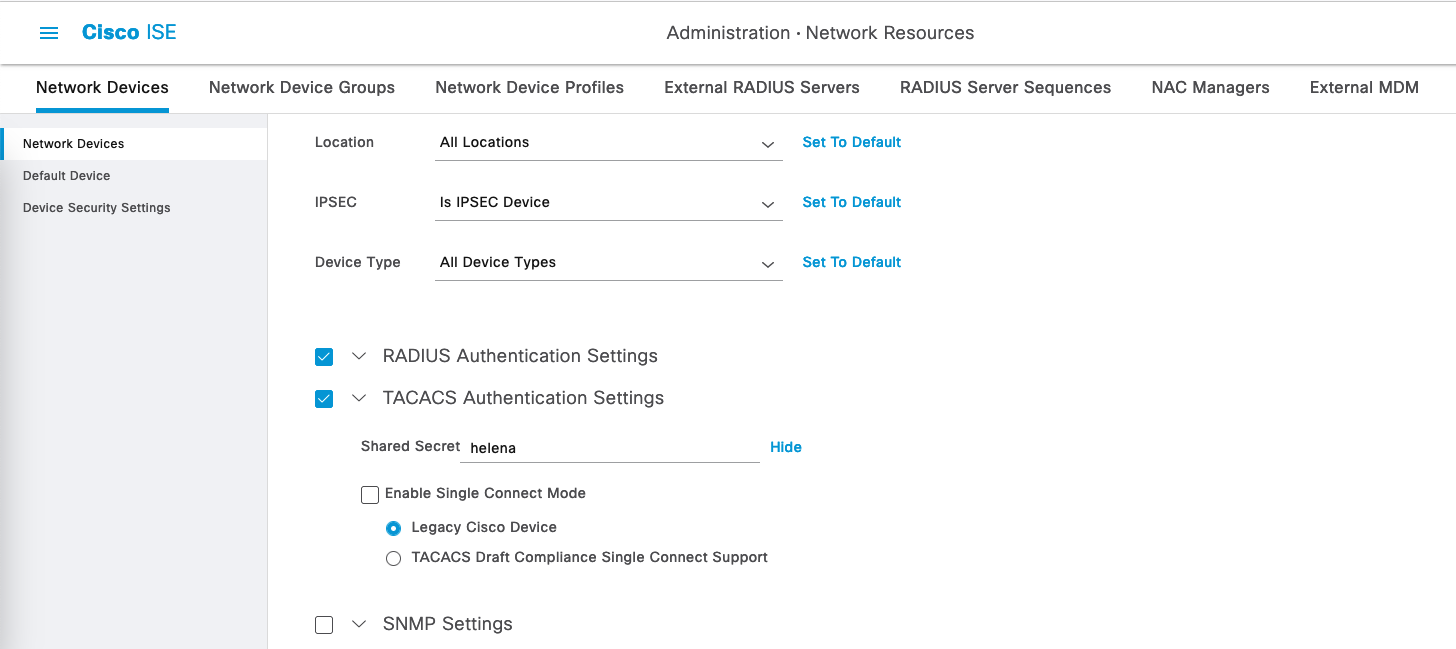 Cisco ISE
Administration · Network Resources
Network Devices Network Device Groups Network Device Profiles External RADIUS Servers RADIUS Server Sequences NAC Managers External MDM
Network Devices
Default Device
Device Security Settings
Location All Locations Set To Default
IPSEC Is IPSEC Device Set To Default
Device Type All Device Types Set To Default
RADIUS Authentication Settings
TACACS Authentication Settings
Shared Secret helena Hide
Enable Single Connect Mode
Legacy Cisco Device
TACACS Draft Compliance Single Connect Support
SNMP Settings